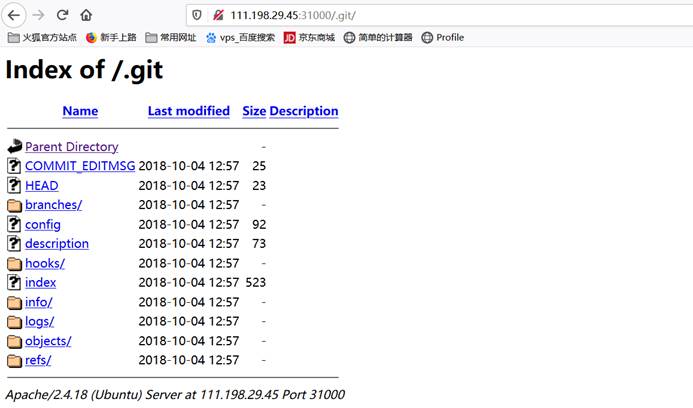 111.198.29.45:31000/.git/
火狐官方站点 新手上路 常用网址 vps_百度搜索 JD 京东商城 简单的计算器 Profile
Index of /.git
Name Last modified Size Description
Parent Directory -
? COMMIT_EDITMSG 2018-10-04 12:57 25
? HEAD 2018-10-04 12:57 23
branches/ 2018-10-04 12:57 -
? config 2018-10-04 12:57 92
? description 2018-10-04 12:57 73
hooks/ 2018-10-04 12:57 -
? index 2018-10-04 12:57 523
info/ 2018-10-04 12:57 -
logs/ 2018-10-04 12:57 -
objects/ 2018-10-04 12:57 -
refs/ 2018-10-04 12:57 -
Apache/2.4.18 (Ubuntu) Server at 111.198.29.45 Port 31000